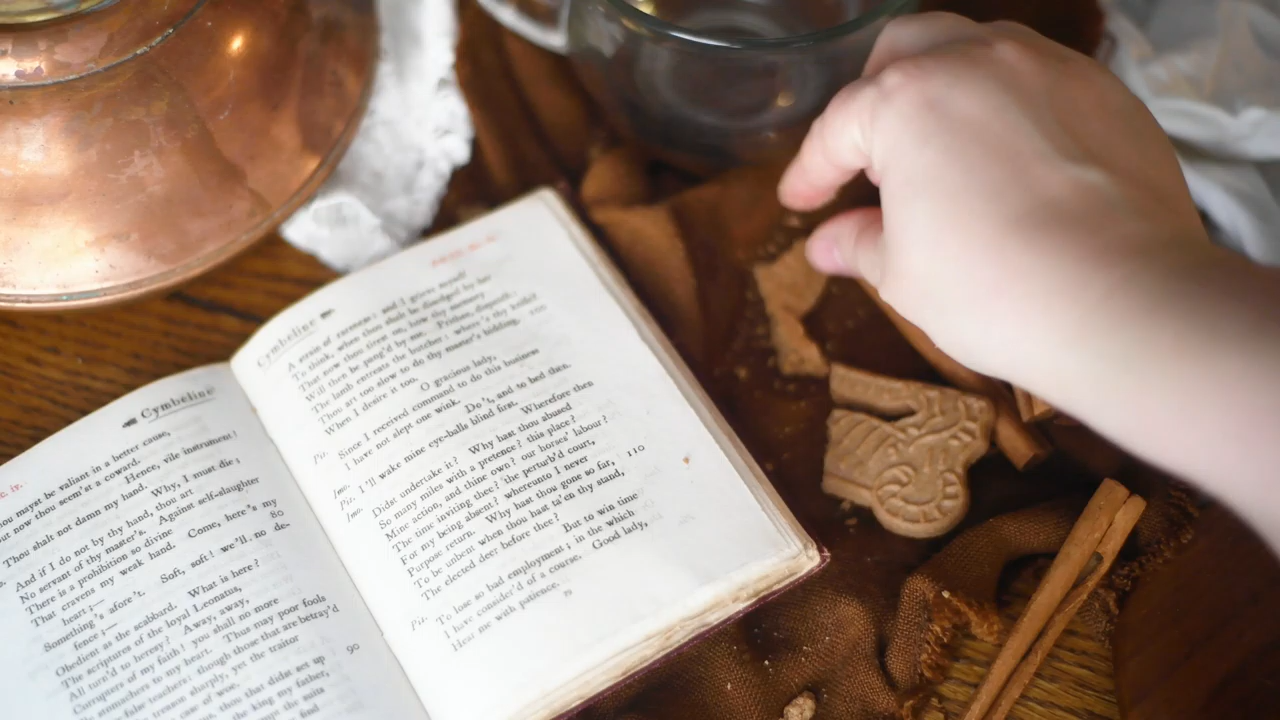 Cymbeline
c. iv.
ou mayst be valiant in a better cause,
ut now thou seem'st a coward.
Hence, vile instrument!
Thou shalt not damn my hand.
Why, I must die;
And if I do not by thy hand, thou art
No servant of thy master's. Against self-slaughter
There is a prohibition so divine 80
That cravens my weak hand. Come, here's my
heart;—
Something's afore't. Soft, soft! we'll no de-
fence;—
Obedient as the scabbard. What is here?
The scriptures of the loyal Leonatus,
All turn'd to heresy? Away, away,
Corrupters of my faith! you shall no more
stomachers to my heart. Thus may poor fools
false teachers: though those that are betray'd
treason sharply, yet the traitor 90
case of woe.
thou that didst set up
the king my father,
the suits
find
Cymbeline
A strain of rareness: and I grieve myself
To think, when thou shalt be disedged by her
That now thou tirest on, how thy memory
Will then be pang'd by me. Prithee, dispatch:
The lamb entreats the butcher: where's thy knife? 100
Thou art too slow to do thy master's bidding,
When I desire it too.
Pis. O gracious lady,
Since I received command to do this business
I have not slept one wink.
Imo. Do't, and to bed then.
Pis. I'll wake mine eye-balls blind first.
Imo. Wherefore then
Didst undertake it? Why hast thou abused
So many miles with a pretence? this place?
Mine action, and thine own? our horses' labour?
The time inviting thee? the perturb'd court,
For my being absent? whereunto I never 110
Purpose return. Why hast thou gone so far,
To be unbent when thou hast ta'en thy stand,
The elected deer before thee?
Pis. But to win time
To lose so bad employment; in the which
I have consider'd of a course. Good lady,
Hear me with patience.